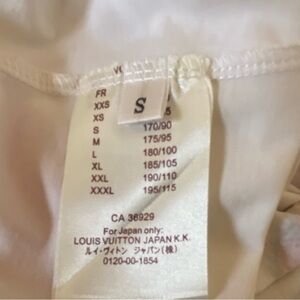 S
FR
XXS
XS
S 170/90
M 175/95
L 180/100
XL 185/105
XXL 190/110
XXXL 195/115
CA 36929
For Japan only:
LOUIS VUITTON JAPAN K.K.
ルイ・ヴィトン ジャパン(株)
0120-00-1854